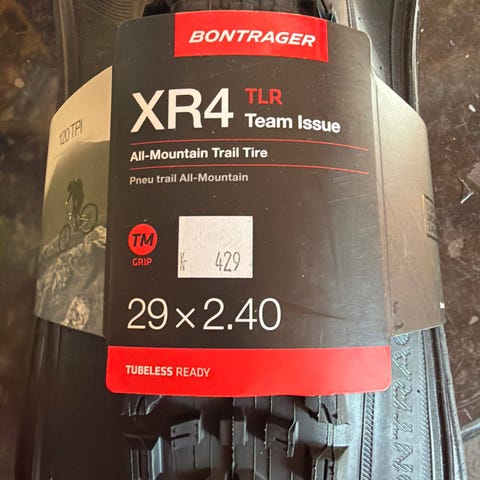 BONTRAGER
XR4 TLR
Team Issue
All-Mountain Trail Tire
Pneu trail All-Mountain
120 TPI
TM
GRIP
K- 429
29 × 2.40
TUBELESS READY
ONTRAG